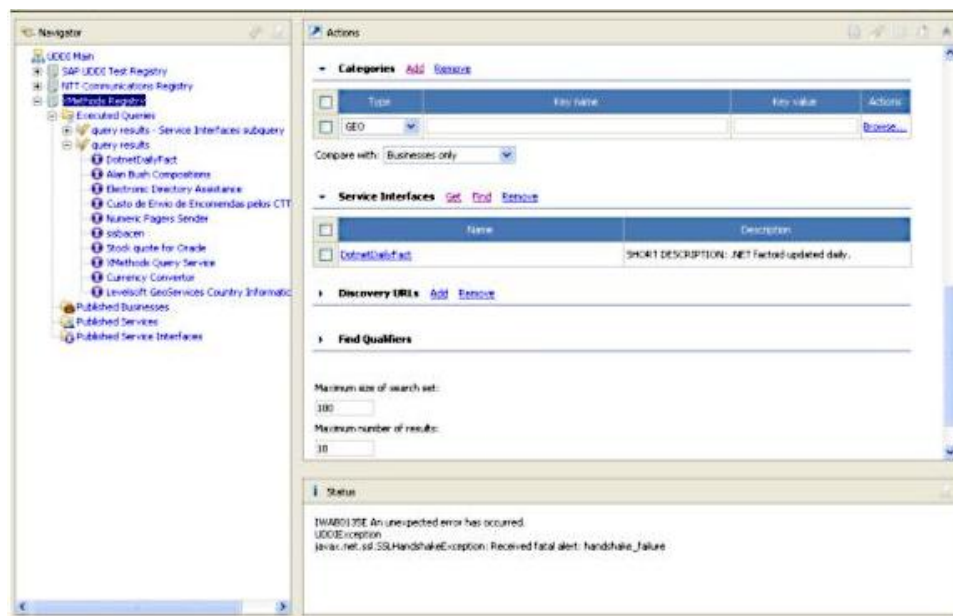 Navigator
UDDI Main
SAP UDDI Test Registry
NTT Communications Registry
XMethods Registry
Executed Queries
query results - Service Interfaces subquery
query results
DotnetDailyFact
Alan Bush Compositions
Electronic Directory Assistance
Custo de Envio de Encomendas pelos CTT
Numeric Pagers Sender
sisbacen
Stock quote for Oracle
XMethods Query Service
Currency Convertor
Levelsoft GeoServices Country Informatic
Published Businesses
Published Services
Published Service Interfaces
Actions
Categories Add Remove
Type Key name Key value Actions
GEO Browse...
Compare with: Businesses only
Service Interfaces Get Find Remove
Name Description
DotnetDailyFact SHORT DESCRIPTION: .NET factoid updated daily.
Discovery URLs Add Remove
Find Qualifiers
Maximum size of search set:
100
Maximum number of results:
10
Status
IWAB0135E An unexpected error has occurred.
UDDIException
javax.net.ssl.SSLHandshakeException: Received fatal alert: handshake_failure